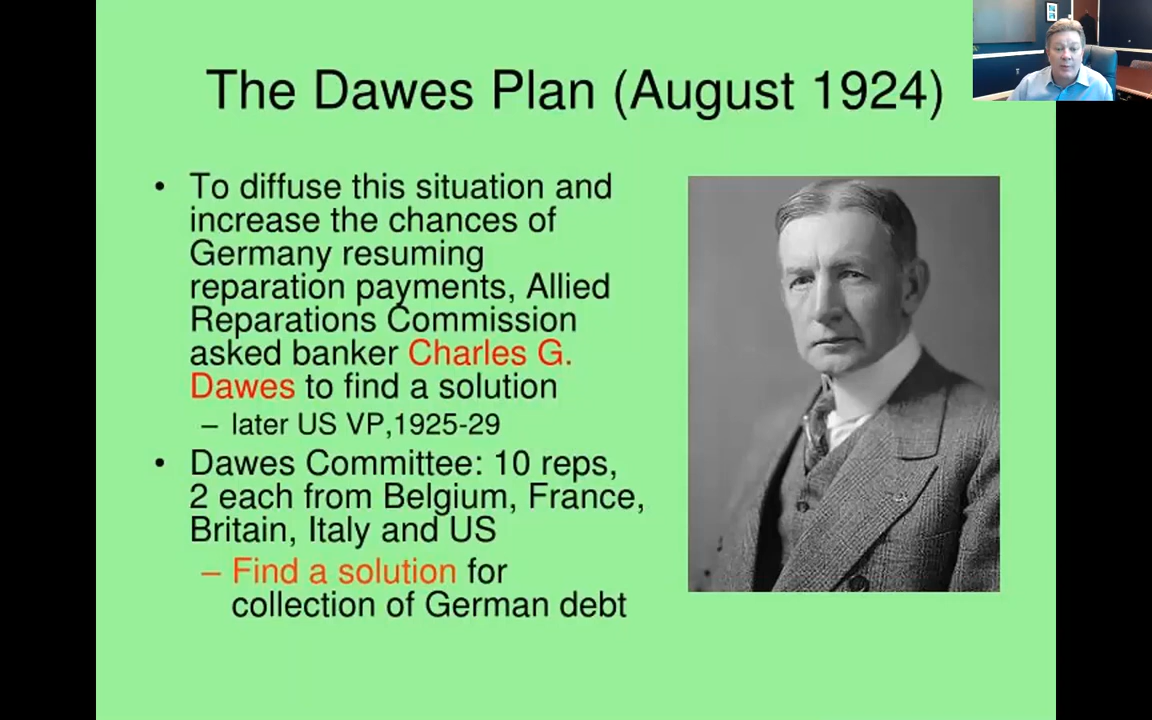 The Dawes Plan (August 1924)
• To diffuse this situation and
increase the chances of
Germany resuming
reparation payments, Allied
Reparations Commission
asked banker Charles G.
Dawes to find a solution
– later US VP,1925-29
• Dawes Committee: 10 reps,
2 each from Belgium, France,
Britain, Italy and US
– Find a solution for
collection of German debt